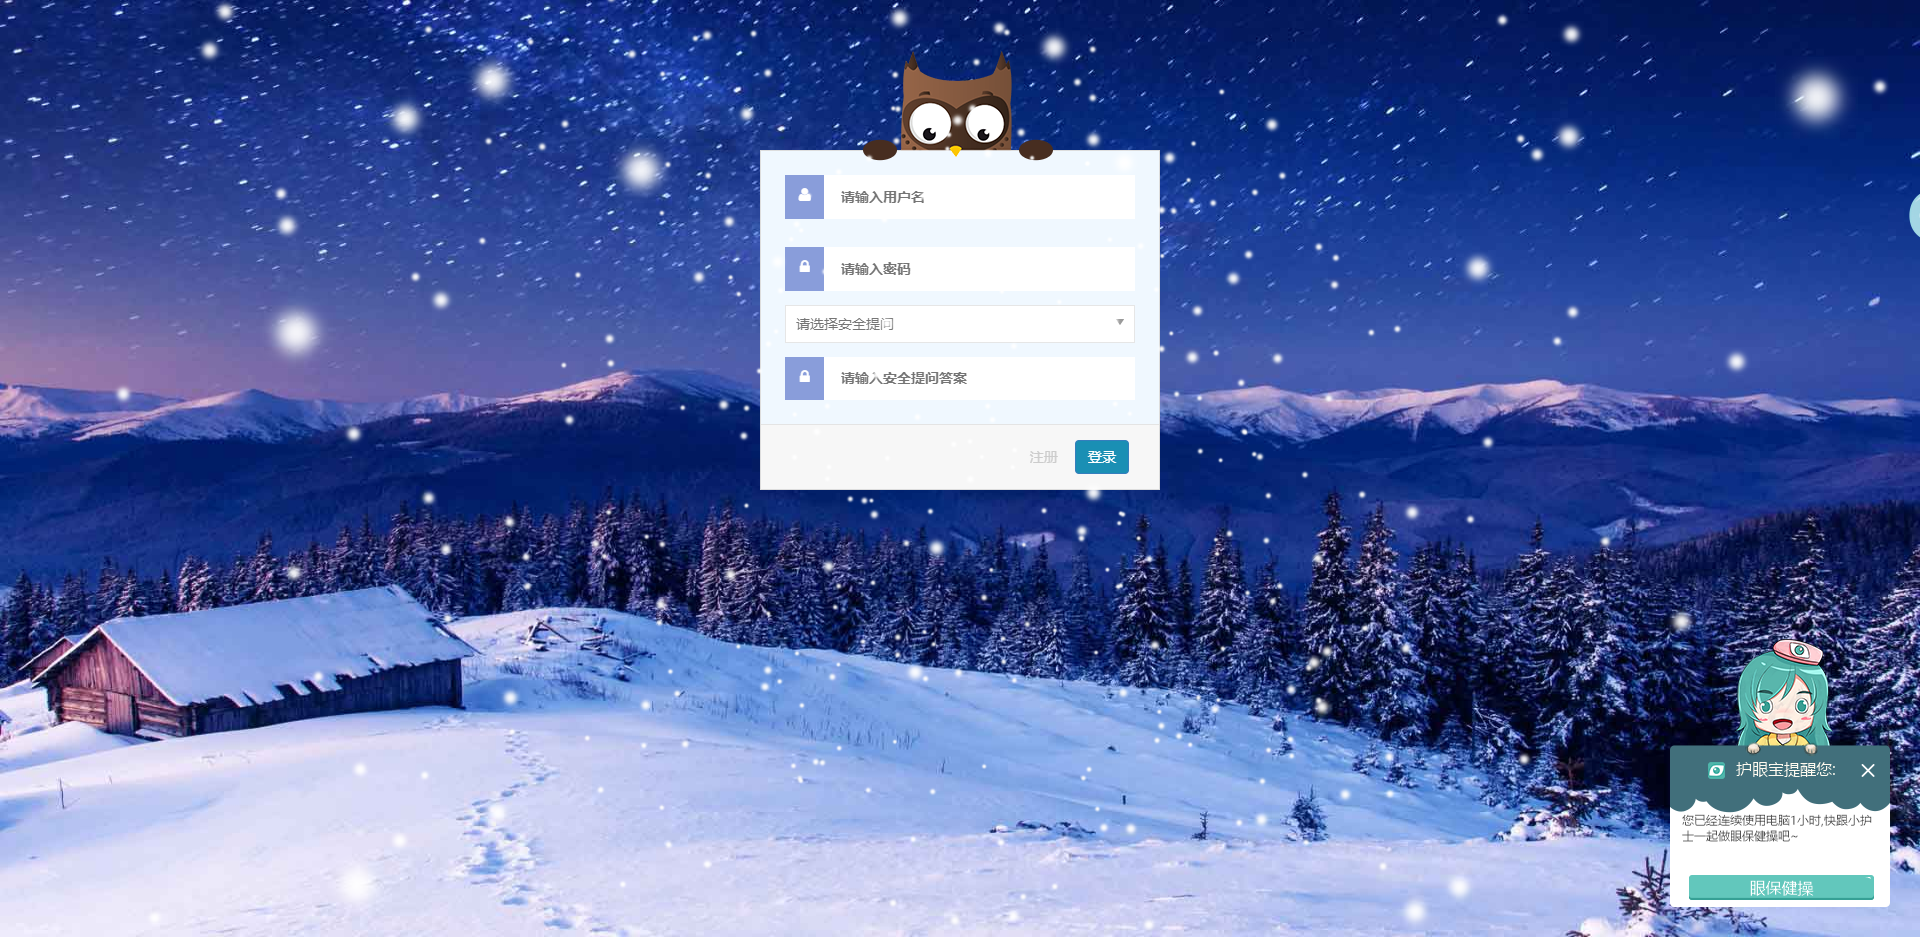 请输入用户名
请输入密码
请选择安全提问
请输入安全提问答案
注册
登录
护眼宝提醒您:
您已经连续使用电脑1小时,快跟小护
士一起做眼保健操吧~
眼保健操